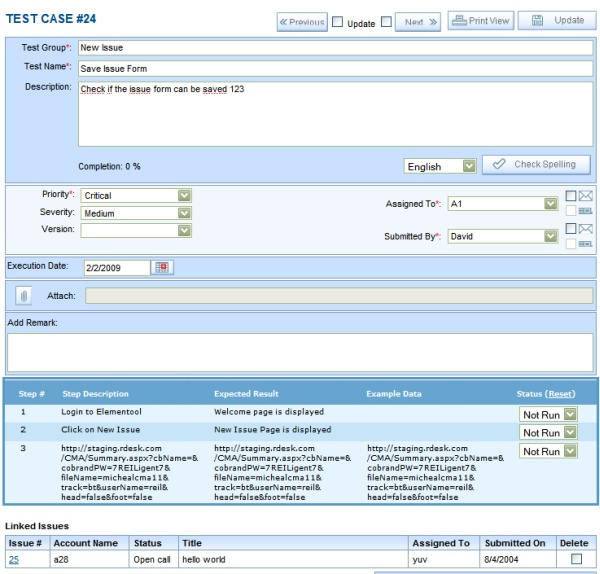 TEST CASE #24
≪ Previous Update Next ≫ Print View Update
Test Group*: New Issue
Test Name*: Save Issue Form
Description: Check if the issue form can be saved 123
Completion: 0 % English Check Spelling
Priority*: Critical
Assigned To*: A1
Severity: Medium
Version:
Submitted By*: David
Execution Date: 2/2/2009
Attach:
Add Remark:
Step # Step Description Expected Result Example Data Status (Reset)
1 Login to Elementool Welcome page is displayed Not Run
2 Click on New Issue New Issue Page is displayed Not Run
3 http://staging.rdesk.com http://staging.rdesk.com http://staging.rdesk.com Not Run
/CMA/Summary.aspx?cbName=& /CMA/Summary.aspx?cbName=& /CMA/Summary.aspx?cbName=&
cobrandPW=7REILigent7& cobrandPW=7REILigent7& cobrandPW=7REILigent7&
fileName=michealcma11& fileName=michealcma11& fileName=michealcma11&
track=bt&userName=reil& track=bt&userName=reil& track=bt&userName=reil&
head=false&foot=false head=false&foot=false head=false&foot=false
Linked Issues
Issue # Account Name Status Title Assigned To Submitted On Delete
25 a28 Open call hello world yuv 8/4/2004